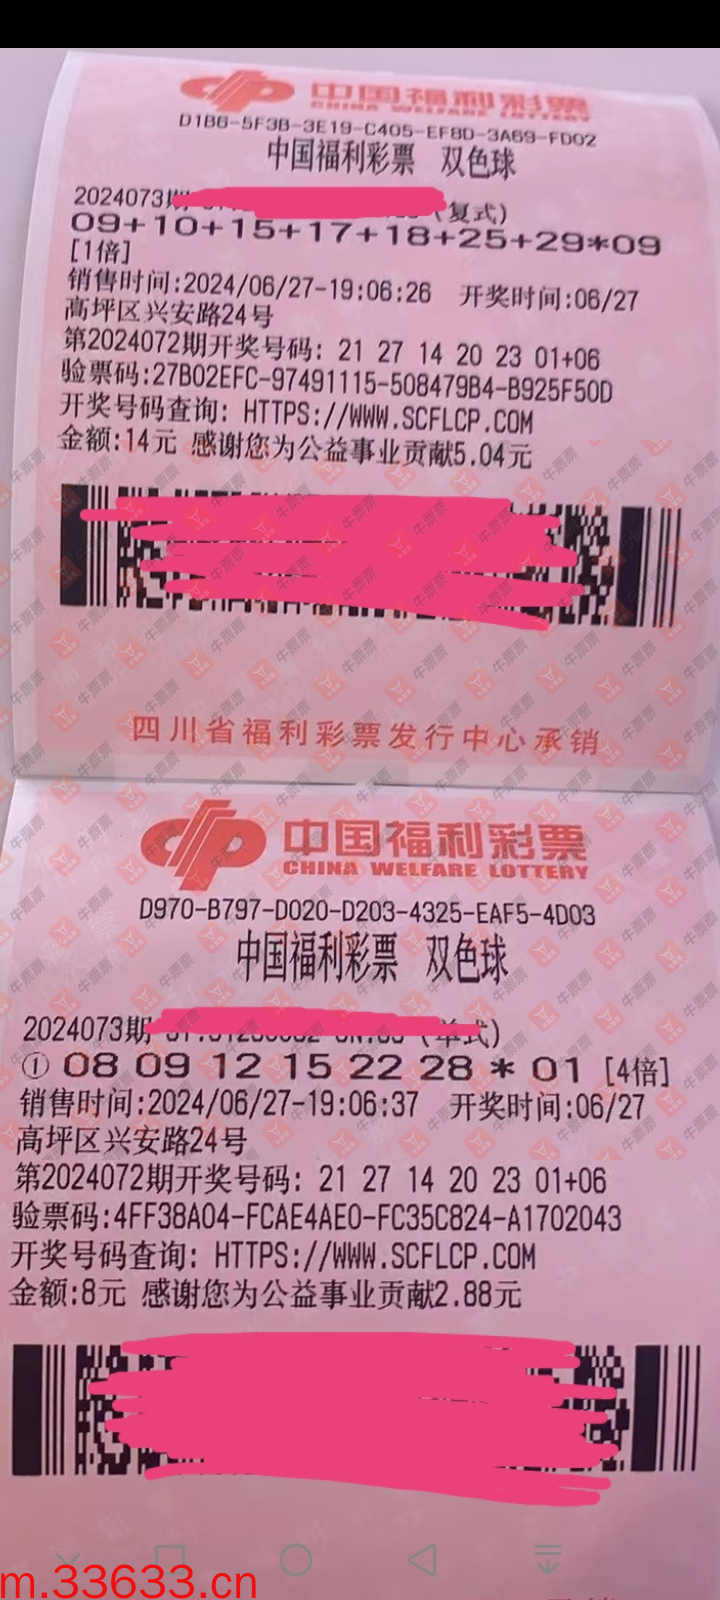 中国福利彩票
CHINA WELFARE LOTTERY
D1B6-5F3B-3E19-C405-EF8D-3A69-FD02
中国福利彩票 双色球
2024073期 (复式)
09+10+15+17+18+25+29*09
[1倍]
销售时间:2024/06/27-19:06:26 开奖时间:06/27
高坪区兴安路24号
第2024072期开奖号码: 21 27 14 20 23 01+06
验票码:27B02EFC-97491115-508479B4-B925F50D
开奖号码查询: HTTPS://WWW.SCFLCP.COM
金额:14元 感谢您为公益事业贡献5.04元
四川省福利彩票发行中心承销
中国福利彩票
CHINA WELFARE LOTTERY
D970-B797-D020-D203-4325-EAF5-4D03
中国福利彩票 双色球
2024073期 (单式)
① 08 09 12 15 22 28 * 01 [4倍]
销售时间:2024/06/27-19:06:37 开奖时间:06/27
高坪区兴安路24号
第2024072期开奖号码: 21 27 14 20 23 01+06
验票码:4FF38A04-FCAE4AE0-FC35C824-A1702043
开奖号码查询: HTTPS://WWW.SCFLCP.COM
金额:8元 感谢您为公益事业贡献2.88元
m.33633.cn